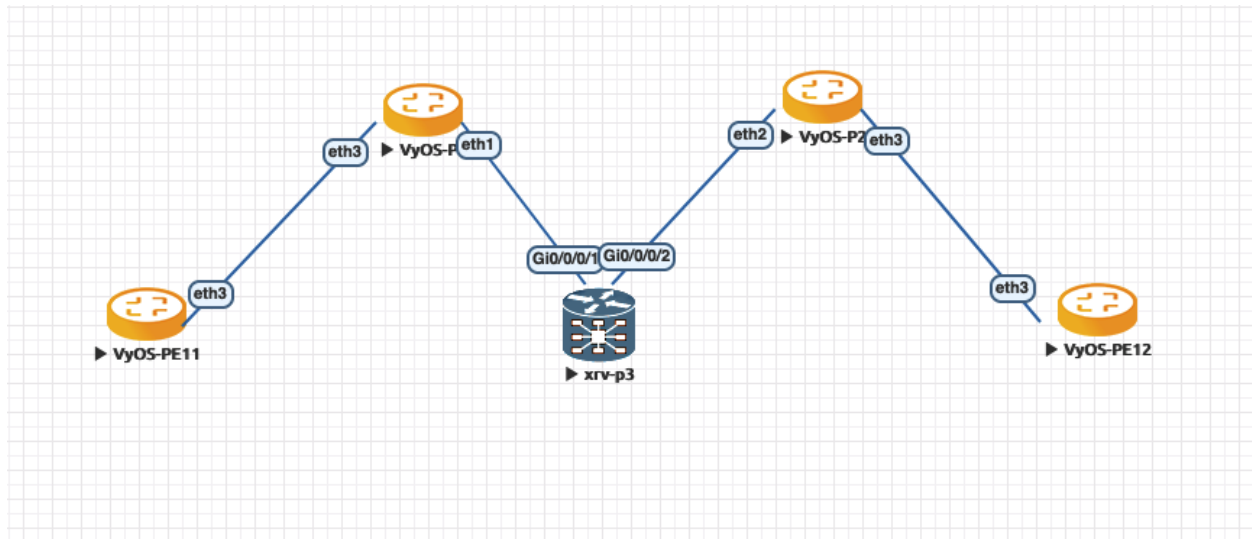 eth2
VyOS-P2
eth3
eth3
VyOS-P
eth1
Gi0/0/0/1
Gi0/0/0/2
eth3
eth3
VyOS-PE11
VyOS-PE12
xrv-p3